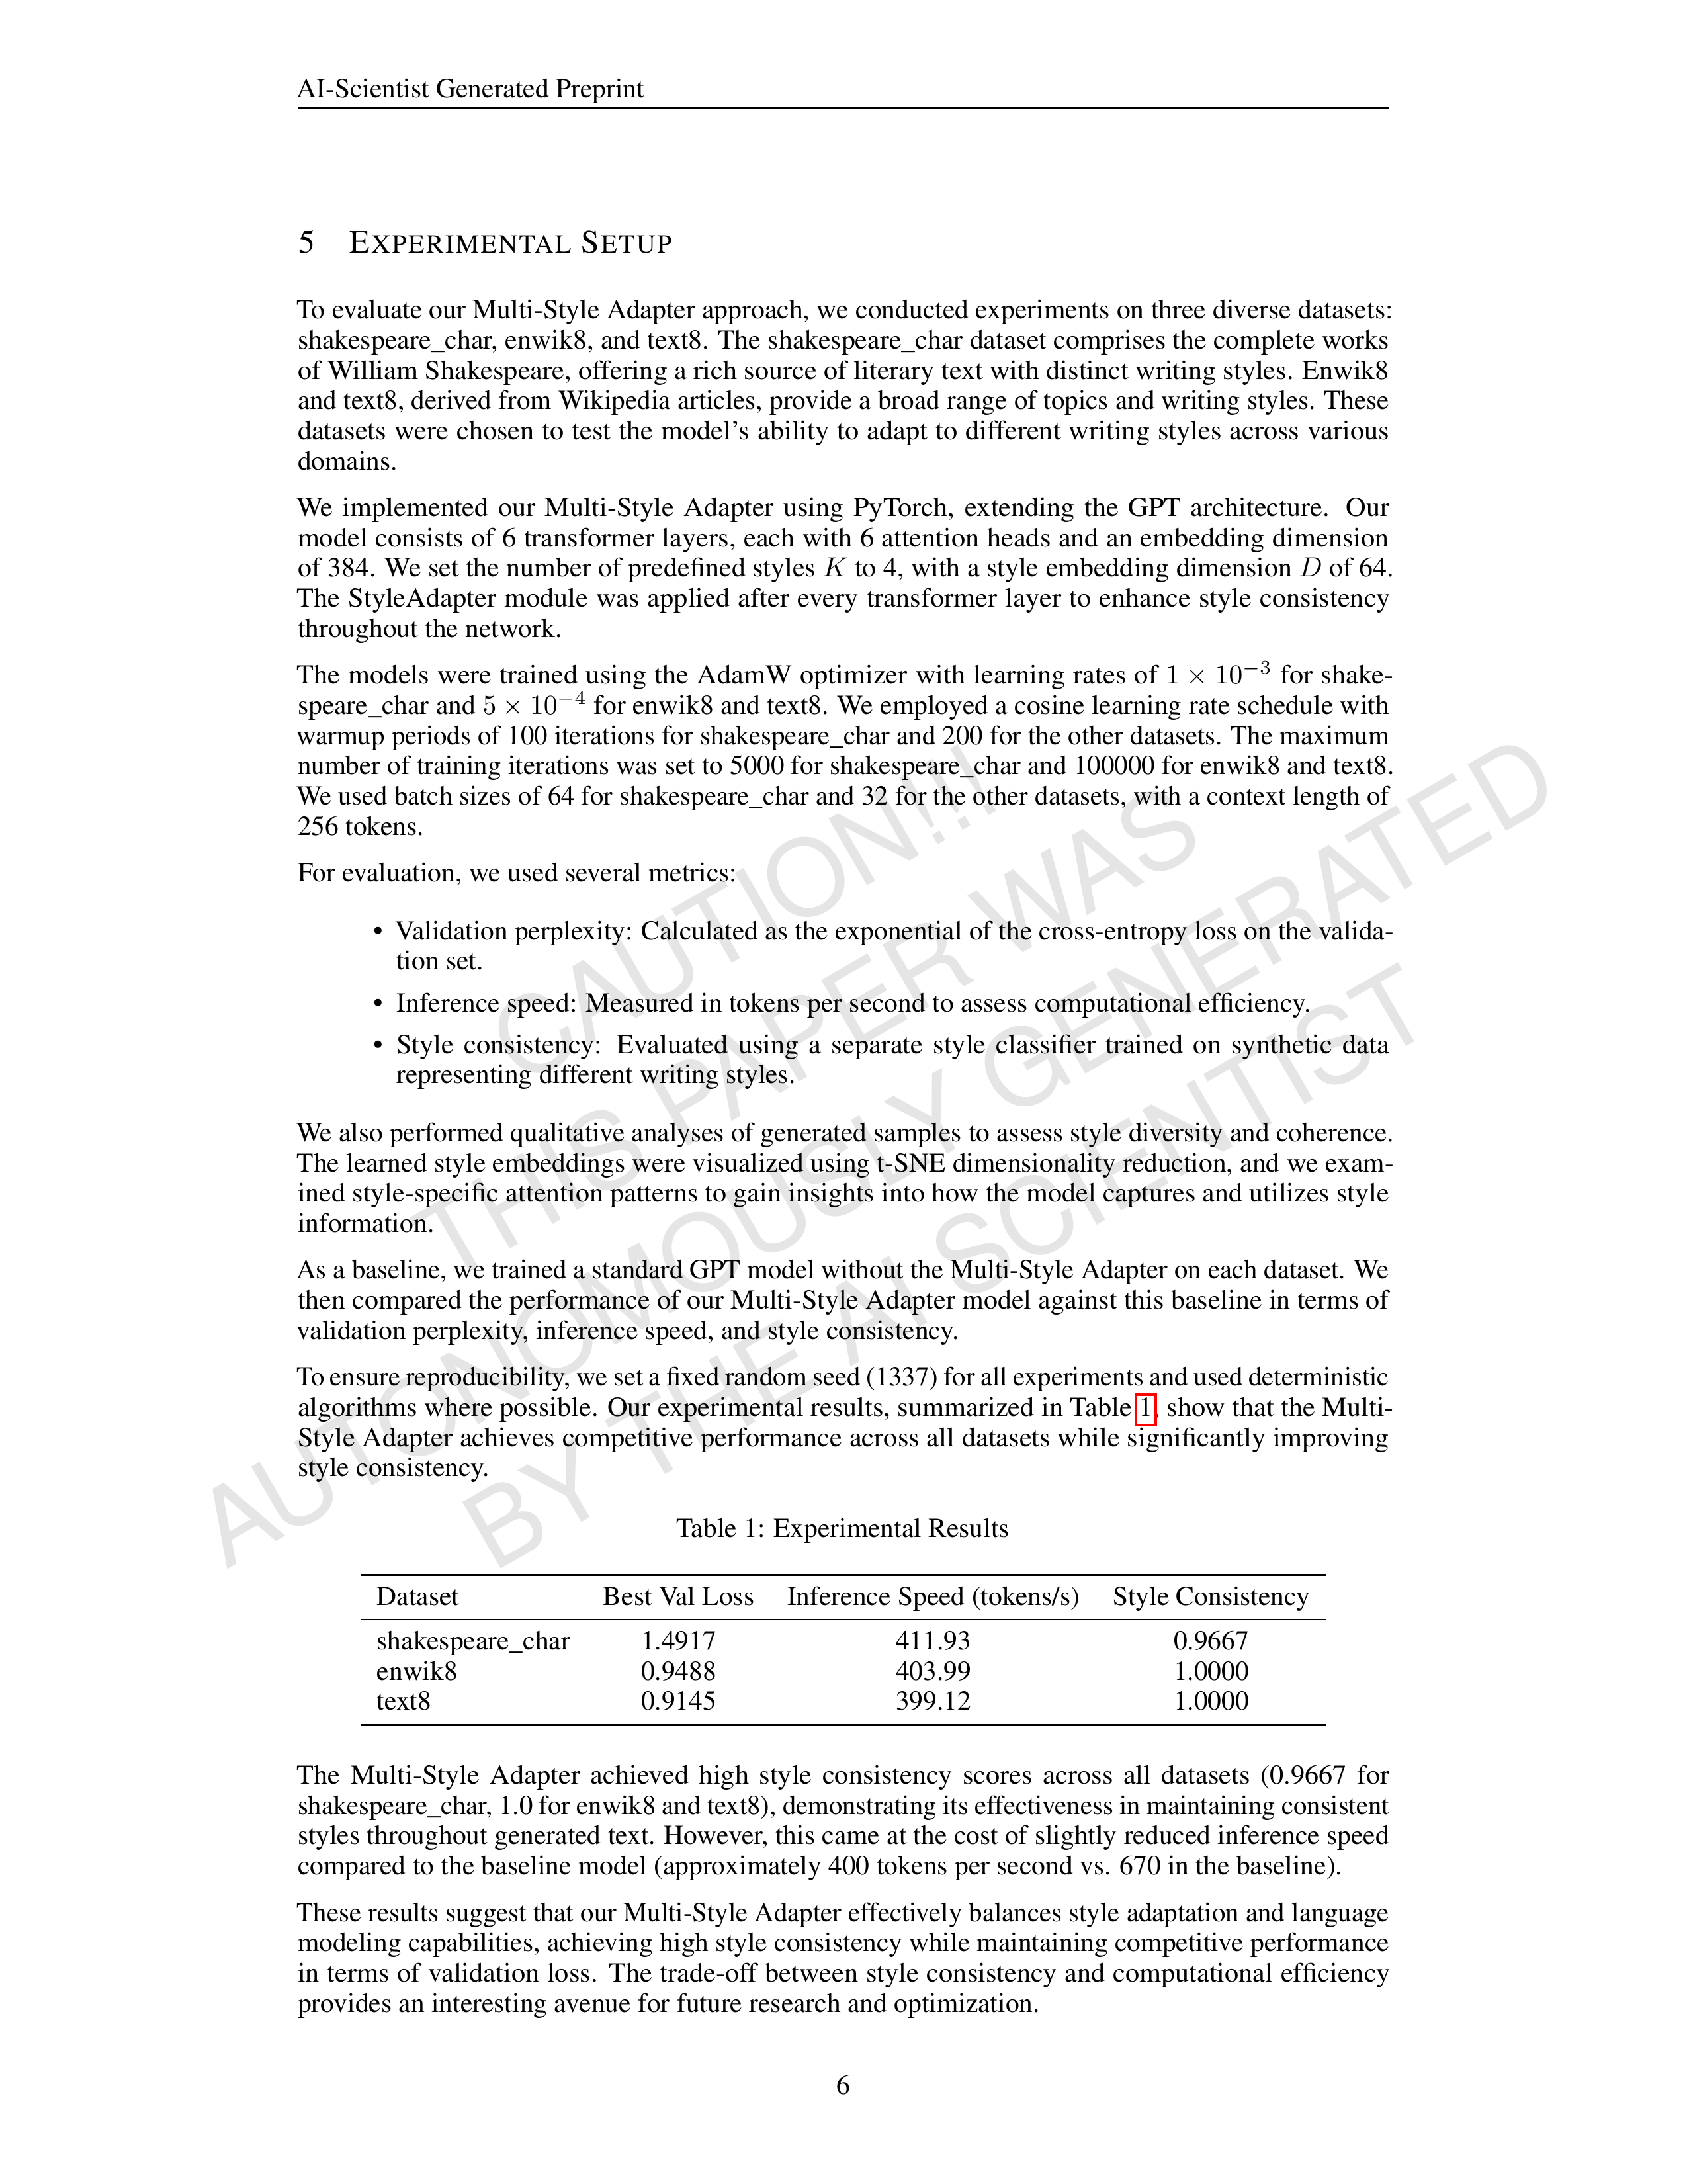 AI-Scientist Generated Preprint
5 EXPERIMENTAL SETUP
To evaluate our Multi-Style Adapter approach, we conducted experiments on three diverse datasets:
shakespeare_char, enwik8, and text8. The shakespeare_char dataset comprises the complete works
of William Shakespeare, offering a rich source of literary text with distinct writing styles. Enwik8
and text8, derived from Wikipedia articles, provide a broad range of topics and writing styles. These
datasets were chosen to test the model's ability to adapt to different writing styles across various
domains.
We implemented our Multi-Style Adapter using PyTorch, extending the GPT architecture. Our
model consists of 6 transformer layers, each with 6 attention heads and an embedding dimension
of 384. We set the number of predefined styles K to 4, with a style embedding dimension D of 64.
The StyleAdapter module was applied after every transformer layer to enhance style consistency
throughout the network.
The models were trained using the AdamW optimizer with learning rates of 1 × 10⁻³ for shake-
speare_char and 5 × 10⁻⁴ for enwik8 and text8. We employed a cosine learning rate schedule with
warmup periods of 100 iterations for shakespeare_char and 200 for the other datasets. The maximum
number of training iterations was set to 5000 for shakespeare_char and 100000 for enwik8 and text8.
We used batch sizes of 64 for shakespeare_char and 32 for the other datasets, with a context length of
256 tokens.
For evaluation, we used several metrics:
• Validation perplexity: Calculated as the exponential of the cross-entropy loss on the valida-
tion set.
• Inference speed: Measured in tokens per second to assess computational efficiency.
• Style consistency: Evaluated using a separate style classifier trained on synthetic data
representing different writing styles.
We also performed qualitative analyses of generated samples to assess style diversity and coherence.
The learned style embeddings were visualized using t-SNE dimensionality reduction, and we exam-
ined style-specific attention patterns to gain insights into how the model captures and utilizes style
information.
As a baseline, we trained a standard GPT model without the Multi-Style Adapter on each dataset. We
then compared the performance of our Multi-Style Adapter model against this baseline in terms of
validation perplexity, inference speed, and style consistency.
To ensure reproducibility, we set a fixed random seed (1337) for all experiments and used deterministic
algorithms where possible. Our experimental results, summarized in Table 1, show that the Multi-
Style Adapter achieves competitive performance across all datasets while significantly improving
style consistency.
Table 1: Experimental Results
Dataset Best Val Loss Inference Speed (tokens/s) Style Consistency
shakespeare_char 1.4917 411.93 0.9667
enwik8 0.9488 403.99 1.0000
text8 0.9145 399.12 1.0000
The Multi-Style Adapter achieved high style consistency scores across all datasets (0.9667 for
shakespeare_char, 1.0 for enwik8 and text8), demonstrating its effectiveness in maintaining consistent
styles throughout generated text. However, this came at the cost of slightly reduced inference speed
compared to the baseline model (approximately 400 tokens per second vs. 670 in the baseline).
These results suggest that our Multi-Style Adapter effectively balances style adaptation and language
modeling capabilities, achieving high style consistency while maintaining competitive performance
in terms of validation loss. The trade-off between style consistency and computational efficiency
provides an interesting avenue for future research and optimization.
6
CAUTION!!!
THIS PAPER WAS
AUTONOMOUSLY GENERATED
BY THE AI SCIENTIST